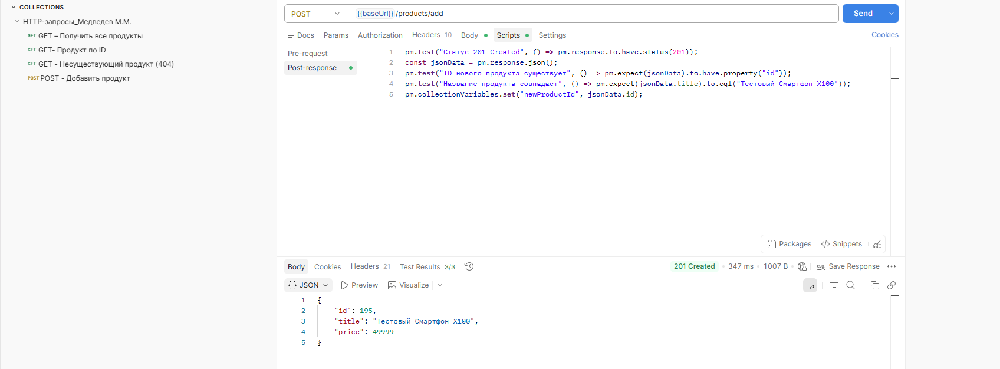 COLLECTIONS
HTTP-запросы_Медведев М.М.
GET GET – Получить все продукты
GET GET- Продукт по ID
GET GET - Несуществующий продукт (404)
POST POST - Добавить продукт
POST {{baseUrl}} /products/add Send
Docs Params Authorization Headers 10 Body Scripts Settings Cookies
Pre-request
Post-response
1 pm.test("Статус 201 Created", () => pm.response.to.have.status(201));
2 const jsonData = pm.response.json();
3 pm.test("ID нового продукта существует", () => pm.expect(jsonData).to.have.property("id"));
4 pm.test("Название продукта совпадает", () => pm.expect(jsonData.title).to.eql("Тестовый Смартфон X100"));
5 pm.collectionVariables.set("newProductId", jsonData.id);
Packages </> Snippets
Body Cookies Headers 21 Test Results 3/3 201 Created • 347 ms • 1007 B e.g. Save Response
{} JSON Preview Visualize
1 {
2 "id": 195,
3 "title": "Тестовый Смартфон X100",
4 "price": 49999
5 }